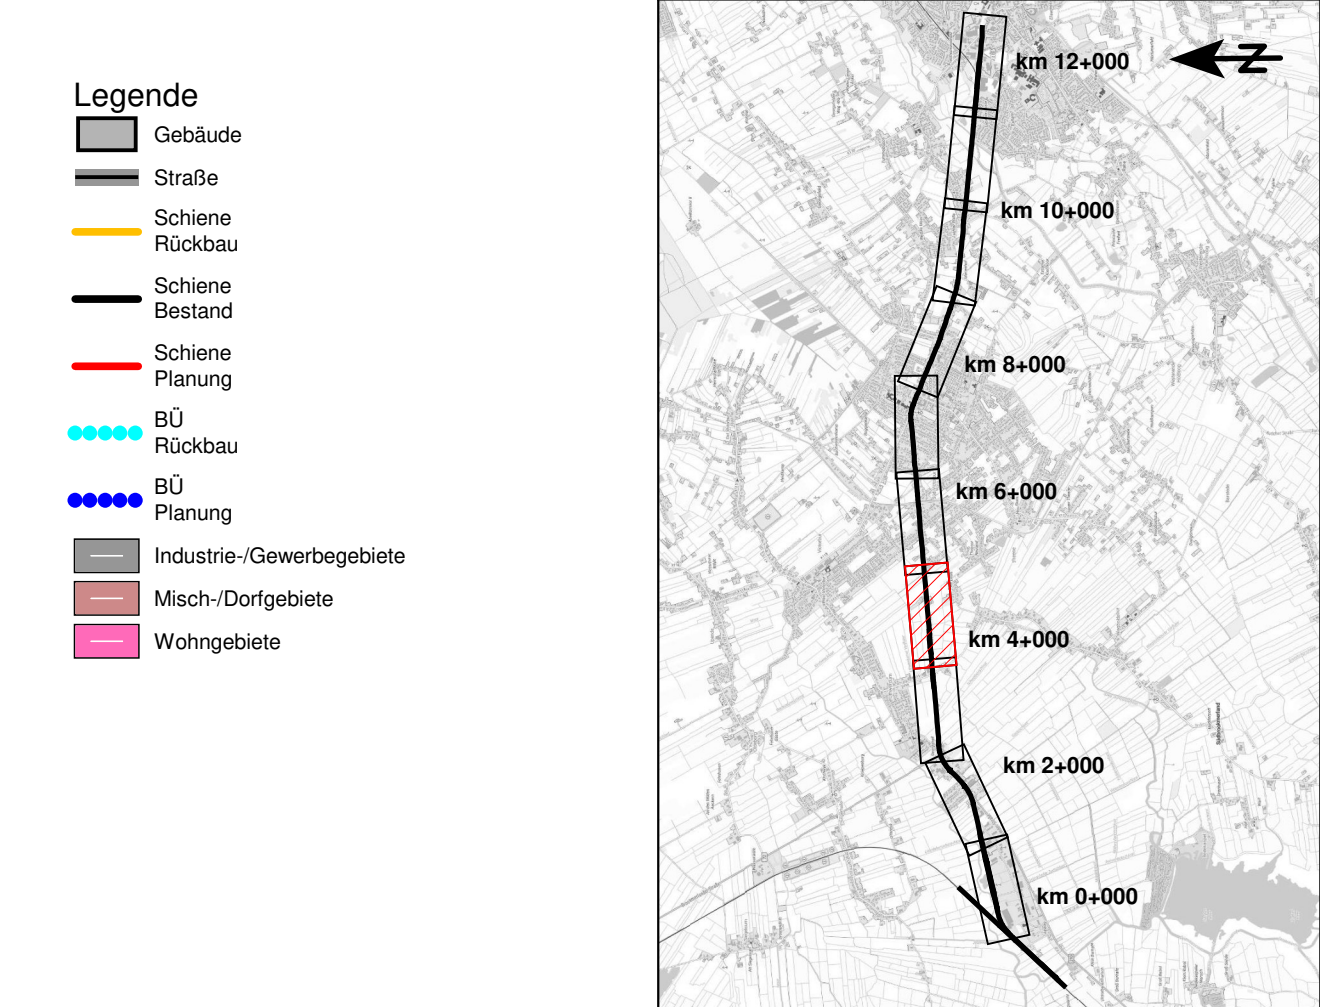 Legende
Gebäude
Straße
Schiene
Rückbau
Schiene
Bestand
Schiene
Planung
BÜ
Rückbau
BÜ
Planung
Industrie-/Gewerbegebiete
Misch-/Dorfgebiete
Wohngebiete
km 12+000
N
km 10+000
km 8+000
km 6+000
km 4+000
km 2+000
km 0+000